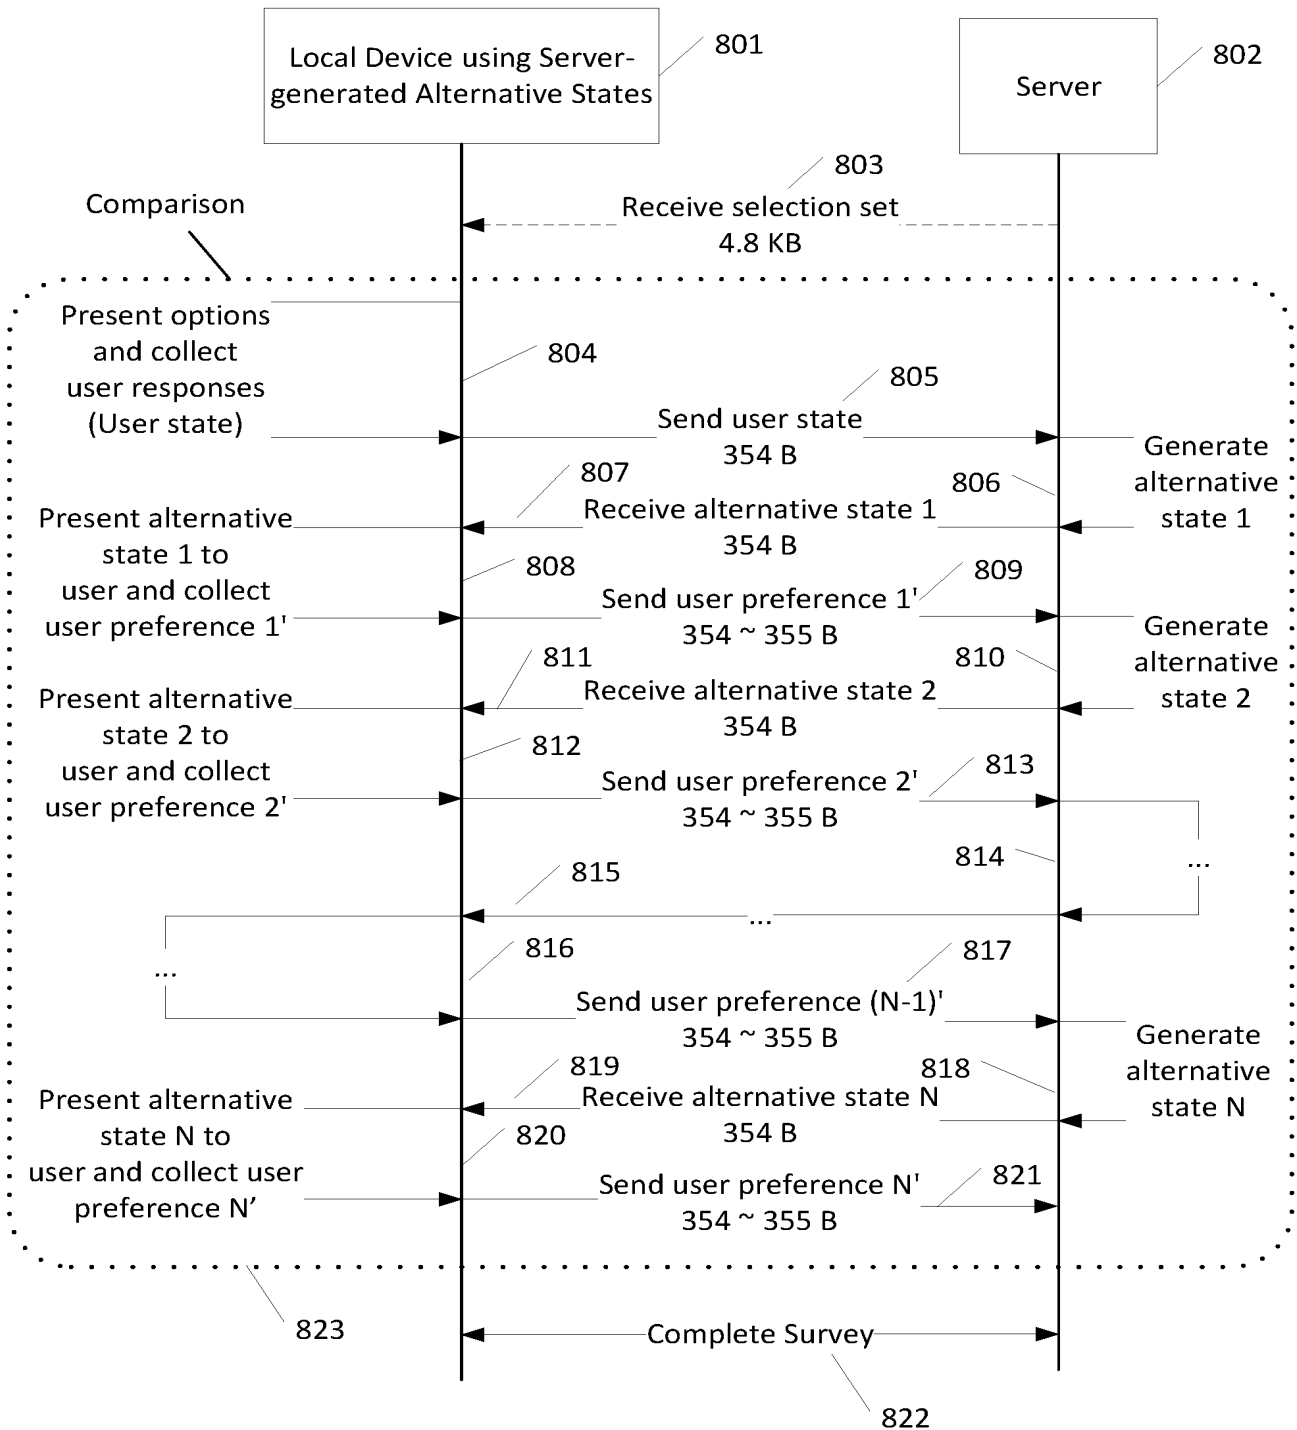 Local Device using Server-
generated Alternative States
801
Server
802
803
Receive selection set
4.8 KB
Comparison
Present options
and collect
user responses
(User state)
804
805
Send user state
354 B
Generate
alternative
state 1
806
807
Receive alternative state 1
354 B
Present alternative
state 1 to
user and collect
user preference 1'
808
809
Send user preference 1'
354 ~ 355 B
Generate
alternative
state 2
810
811
Receive alternative state 2
354 B
Present alternative
state 2 to
user and collect
user preference 2'
812
813
Send user preference 2'
354 ~ 355 B
...
814
815
...
...
816
817
Send user preference (N-1)'
354 ~ 355 B
Generate
alternative
state N
818
819
Receive alternative state N
354 B
Present alternative
state N to
user and collect user
preference N’
820
821
Send user preference N'
354 ~ 355 B
823
Complete Survey
822